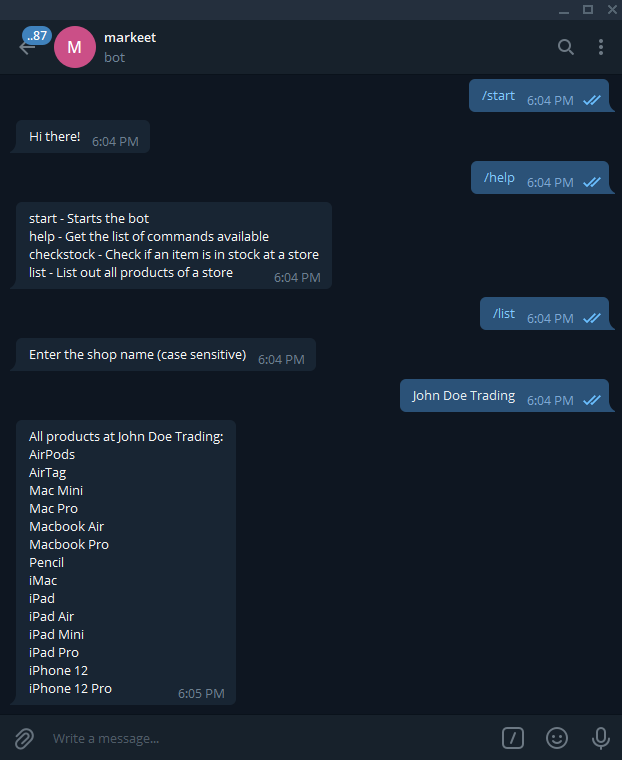 ..87
M
markeet
bot
/start 6:04 PM
Hi there! 6:04 PM
/help 6:04 PM
start - Starts the bot
help - Get the list of commands available
checkstock - Check if an item is in stock at a store
list - List out all products of a store 6:04 PM
/list 6:04 PM
Enter the shop name (case sensitive) 6:04 PM
John Doe Trading 6:04 PM
All products at John Doe Trading:
AirPods
AirTag
Mac Mini
Mac Pro
Macbook Air
Macbook Pro
Pencil
iMac
iPad
iPad Air
iPad Mini
iPad Pro
iPhone 12
iPhone 12 Pro 6:05 PM
Write a message...